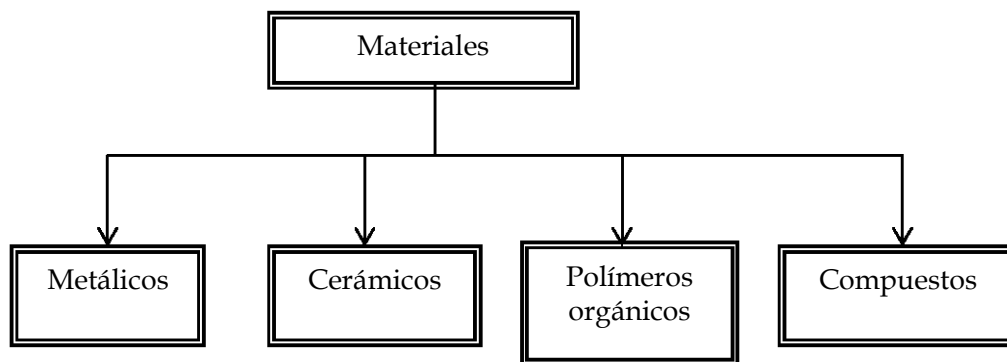 Materiales
Metálicos
Cerámicos
Polímeros
orgánicos
Compuestos